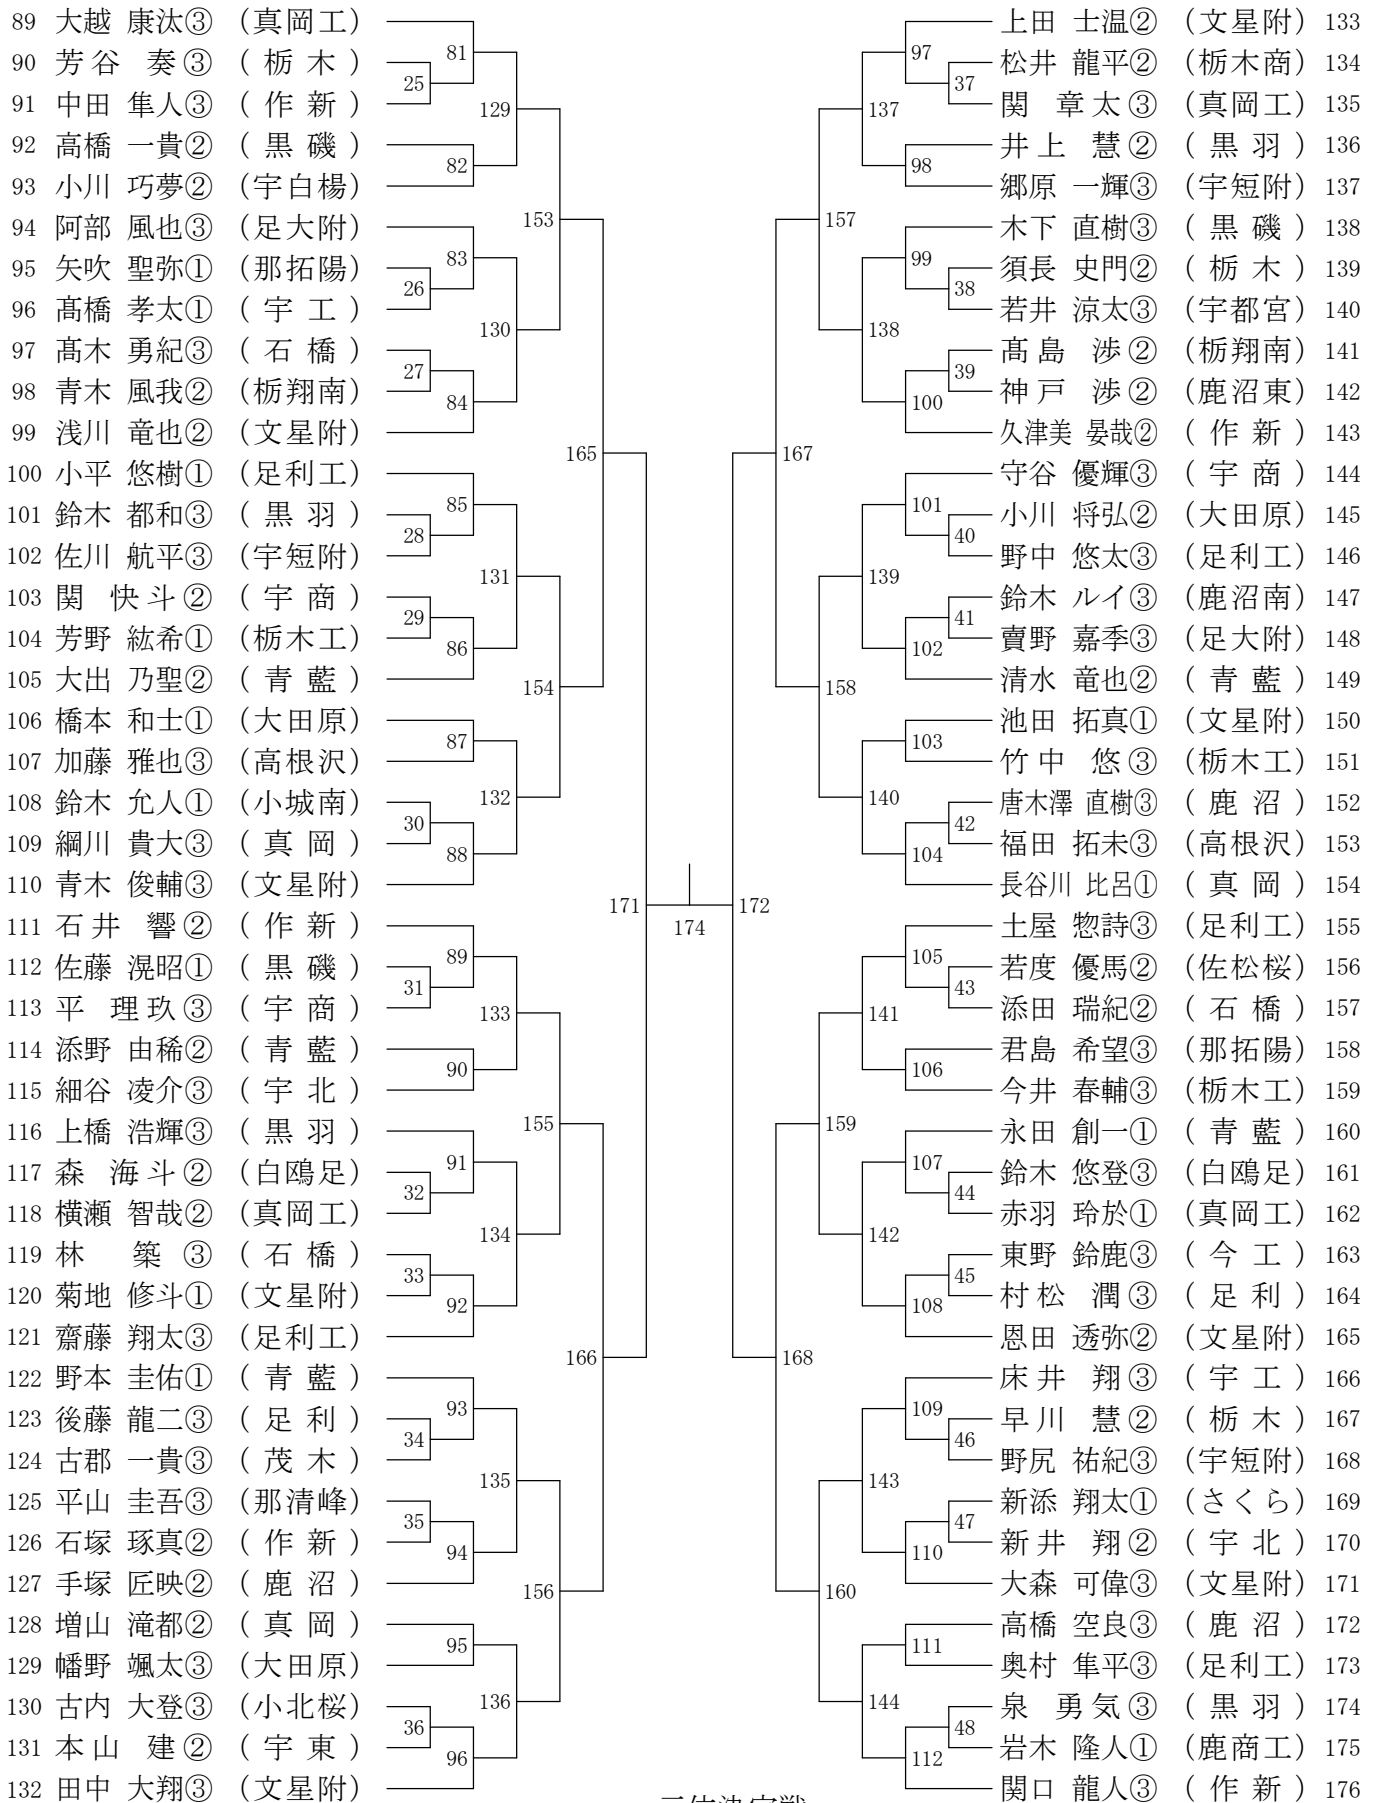 89 大越 康汰③ (真岡工)
90 芳谷 奏③ (栃木)
91 中田 隼人③ (作新)
92 高橋 一貴② (黒磯)
93 小川 巧夢② (宇白楊)
94 阿部 風也③ (足大附)
95 矢吹 聖弥① (那拓陽)
96 髙橋 孝太① (宇工)
97 髙木 勇紀③ (石橋)
98 青木 風我② (栃翔南)
99 浅川 竜也② (文星附)
100 小平 悠樹① (足利工)
101 鈴木 都和③ (黒羽)
102 佐川 航平③ (宇短附)
103 関 快斗② (宇商)
104 芳野 紘希① (栃木工)
105 大出 乃聖② (青藍)
106 橋本 和士① (大田原)
107 加藤 雅也③ (高根沢)
108 鈴木 允人① (小城南)
109 綱川 貴大③ (真岡)
110 青木 俊輔③ (文星附)
111 石井 響② (作新)
112 佐藤 滉昭① (黒磯)
113 平 理玖③ (宇商)
114 添野 由稀② (青藍)
115 細谷 凌介③ (宇北)
116 上橋 浩輝③ (黒羽)
117 森 海斗② (白鴎足)
118 横瀬 智哉② (真岡工)
119 林 築③ (石橋)
120 菊地 修斗① (文星附)
121 齋藤 翔太③ (足利工)
122 野本 圭佑① (青藍)
123 後藤 龍二③ (足利)
124 古郡 一貴③ (茂木)
125 平山 圭吾③ (那清峰)
126 石塚 琢真② (作新)
127 手塚 匠映② (鹿沼)
128 増山 滝都② (真岡)
129 幡野 颯太③ (大田原)
130 古内 大登③ (小北桜)
131 本山 建② (宇東)
132 田中 大翔③ (文星附)
81
25
129
82
153
83
26
130
27
84
165
85
28
131
29
86
154
87
132
30
88
171
89
31
133
90
155
91
32
134
33
92
166
93
34
135
35
94
156
95
136
36
96
174
172
97
37
137
98
157
99
38
138
39
100
167
101
40
139
41
102
158
103
140
42
104
105
43
141
106
159
107
44
142
45
108
168
109
46
143
47
110
160
111
144
48
112
上田 士温② (文星附) 133
松井 龍平② (栃木商) 134
関 章太③ (真岡工) 135
井上 慧② (黒羽) 136
郷原 一輝③ (宇短附) 137
木下 直樹③ (黒磯) 138
須長 史門② (栃木) 139
若井 涼太③ (宇都宮) 140
髙島 渉② (栃翔南) 141
神戸 渉② (鹿沼東) 142
久津美 晏哉② (作新) 143
守谷 優輝③ (宇商) 144
小川 将弘② (大田原) 145
野中 悠太③ (足利工) 146
鈴木 ルイ③ (鹿沼南) 147
賣野 嘉季③ (足大附) 148
清水 竜也② (青藍) 149
池田 拓真① (文星附) 150
竹中 悠③ (栃木工) 151
唐木澤 直樹③ (鹿沼) 152
福田 拓未③ (高根沢) 153
長谷川 比呂① (真岡) 154
土屋 惣詩③ (足利工) 155
若度 優馬② (佐松桜) 156
添田 瑞紀② (石橋) 157
君島 希望③ (那拓陽) 158
今井 春輔③ (栃木工) 159
永田 創一① (青藍) 160
鈴木 悠登③ (白鴎足) 161
赤羽 玲於① (真岡工) 162
東野 鈴鹿③ (今工) 163
村松 潤③ (足利) 164
恩田 透弥② (文星附) 165
床井 翔③ (宇工) 166
早川 慧② (栃木) 167
野尻 祐紀③ (宇短附) 168
新添 翔太① (さくら) 169
新井 翔② (宇北) 170
大森 可偉③ (文星附) 171
高橋 空良③ (鹿沼) 172
奥村 隼平③ (足利工) 173
泉 勇気③ (黒羽) 174
岩木 隆人① (鹿商工) 175
関口 龍人③ (作新) 176